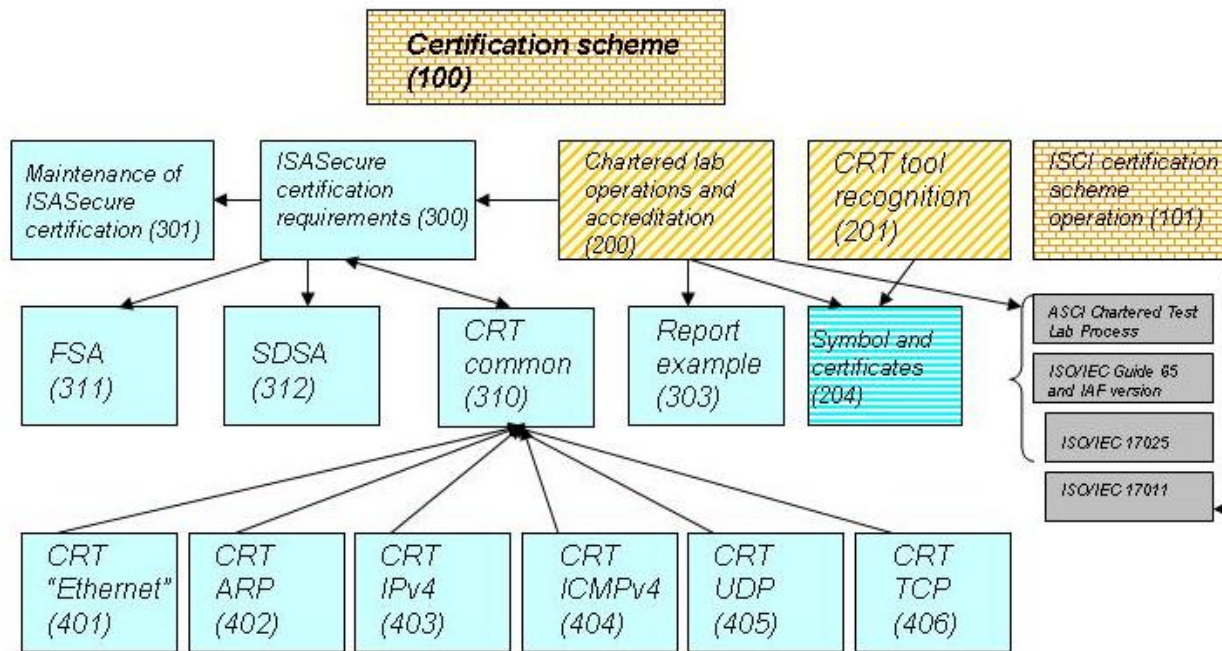 Certification scheme
(100)
Maintenance of
ISASecure
certification (301)
ISASecure
certification
requirements (300)
Chartered lab
operations and
accreditation
(200)
CRT tool
recognition
(201)
ISCI certification
scheme
operation (101)
FSA
(311)
SDSA
(312)
CRT
common
(310)
Report
example
(303)
Symbol and
certificates
(204)
ASCI Chartered Test
Lab Process
ISO/IEC Guide 65
and IAF version
ISO/IEC 17025
ISO/IEC 17011
CRT
"Ethernet"
(401)
CRT
ARP
(402)
CRT
IPv4
(403)
CRT
ICMPv4
(404)
CRT
UDP
(405)
CRT
TCP
(406)